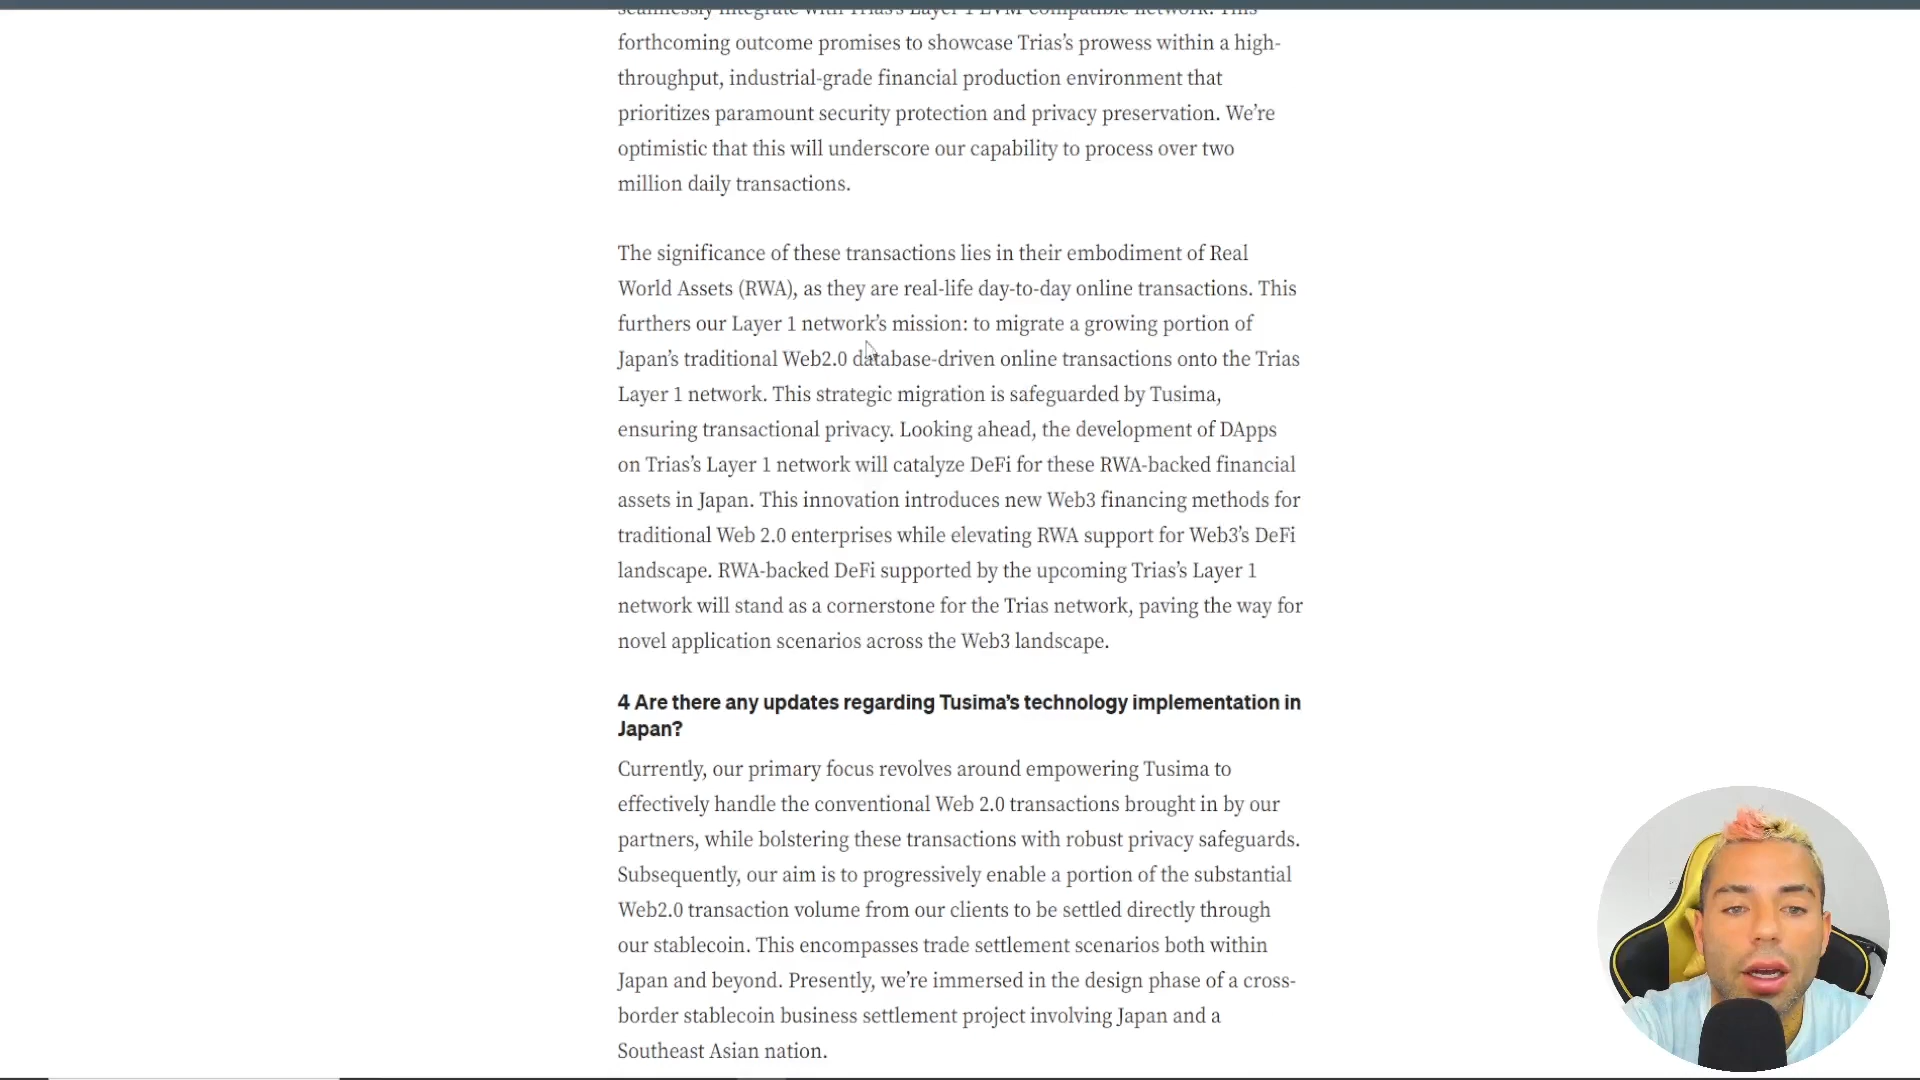 seamlessly integrate with Trias's Layer 1 EVM-compatible network. This
forthcoming outcome promises to showcase Trias’s prowess within a high-
throughput, industrial-grade financial production environment that
prioritizes paramount security protection and privacy preservation. We’re
optimistic that this will underscore our capability to process over two
million daily transactions.
The significance of these transactions lies in their embodiment of Real
World Assets (RWA), as they are real-life day-to-day online transactions. This
furthers our Layer 1 network’s mission: to migrate a growing portion of
Japan’s traditional Web2.0 database-driven online transactions onto the Trias
Layer 1 network. This strategic migration is safeguarded by Tusima,
ensuring transactional privacy. Looking ahead, the development of DApps
on Trias’s Layer 1 network will catalyze DeFi for these RWA-backed financial
assets in Japan. This innovation introduces new Web3 financing methods for
traditional Web 2.0 enterprises while elevating RWA support for Web3’s DeFi
landscape. RWA-backed DeFi supported by the upcoming Trias’s Layer 1
network will stand as a cornerstone for the Trias network, paving the way for
novel application scenarios across the Web3 landscape.
4 Are there any updates regarding Tusima’s technology implementation in
Japan?
Currently, our primary focus revolves around empowering Tusima to
effectively handle the conventional Web 2.0 transactions brought in by our
partners, while bolstering these transactions with robust privacy safeguards.
Subsequently, our aim is to progressively enable a portion of the substantial
Web2.0 transaction volume from our clients to be settled directly through
our stablecoin. This encompasses trade settlement scenarios both within
Japan and beyond. Presently, we’re immersed in the design phase of a cross-
border stablecoin business settlement project involving Japan and a
Southeast Asian nation.